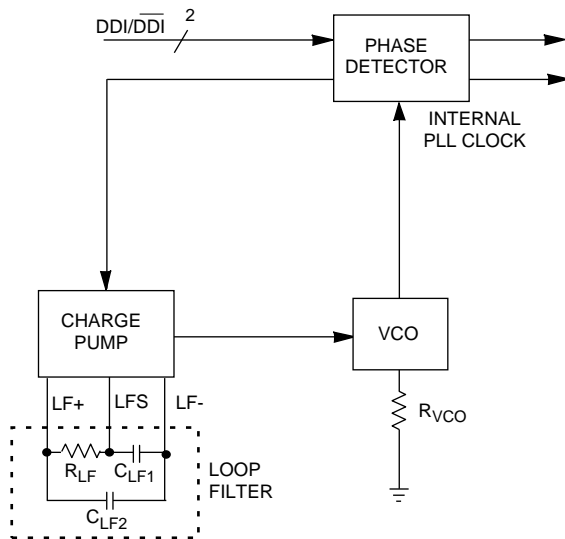 DDI/D̅D̅I̅
2
PHASE
DETECTOR
INTERNAL
PLL CLOCK
CHARGE
PUMP
VCO
LF+ LFS LF-
RVCO
RLF CLF1
CLF2
LOOP
FILTER